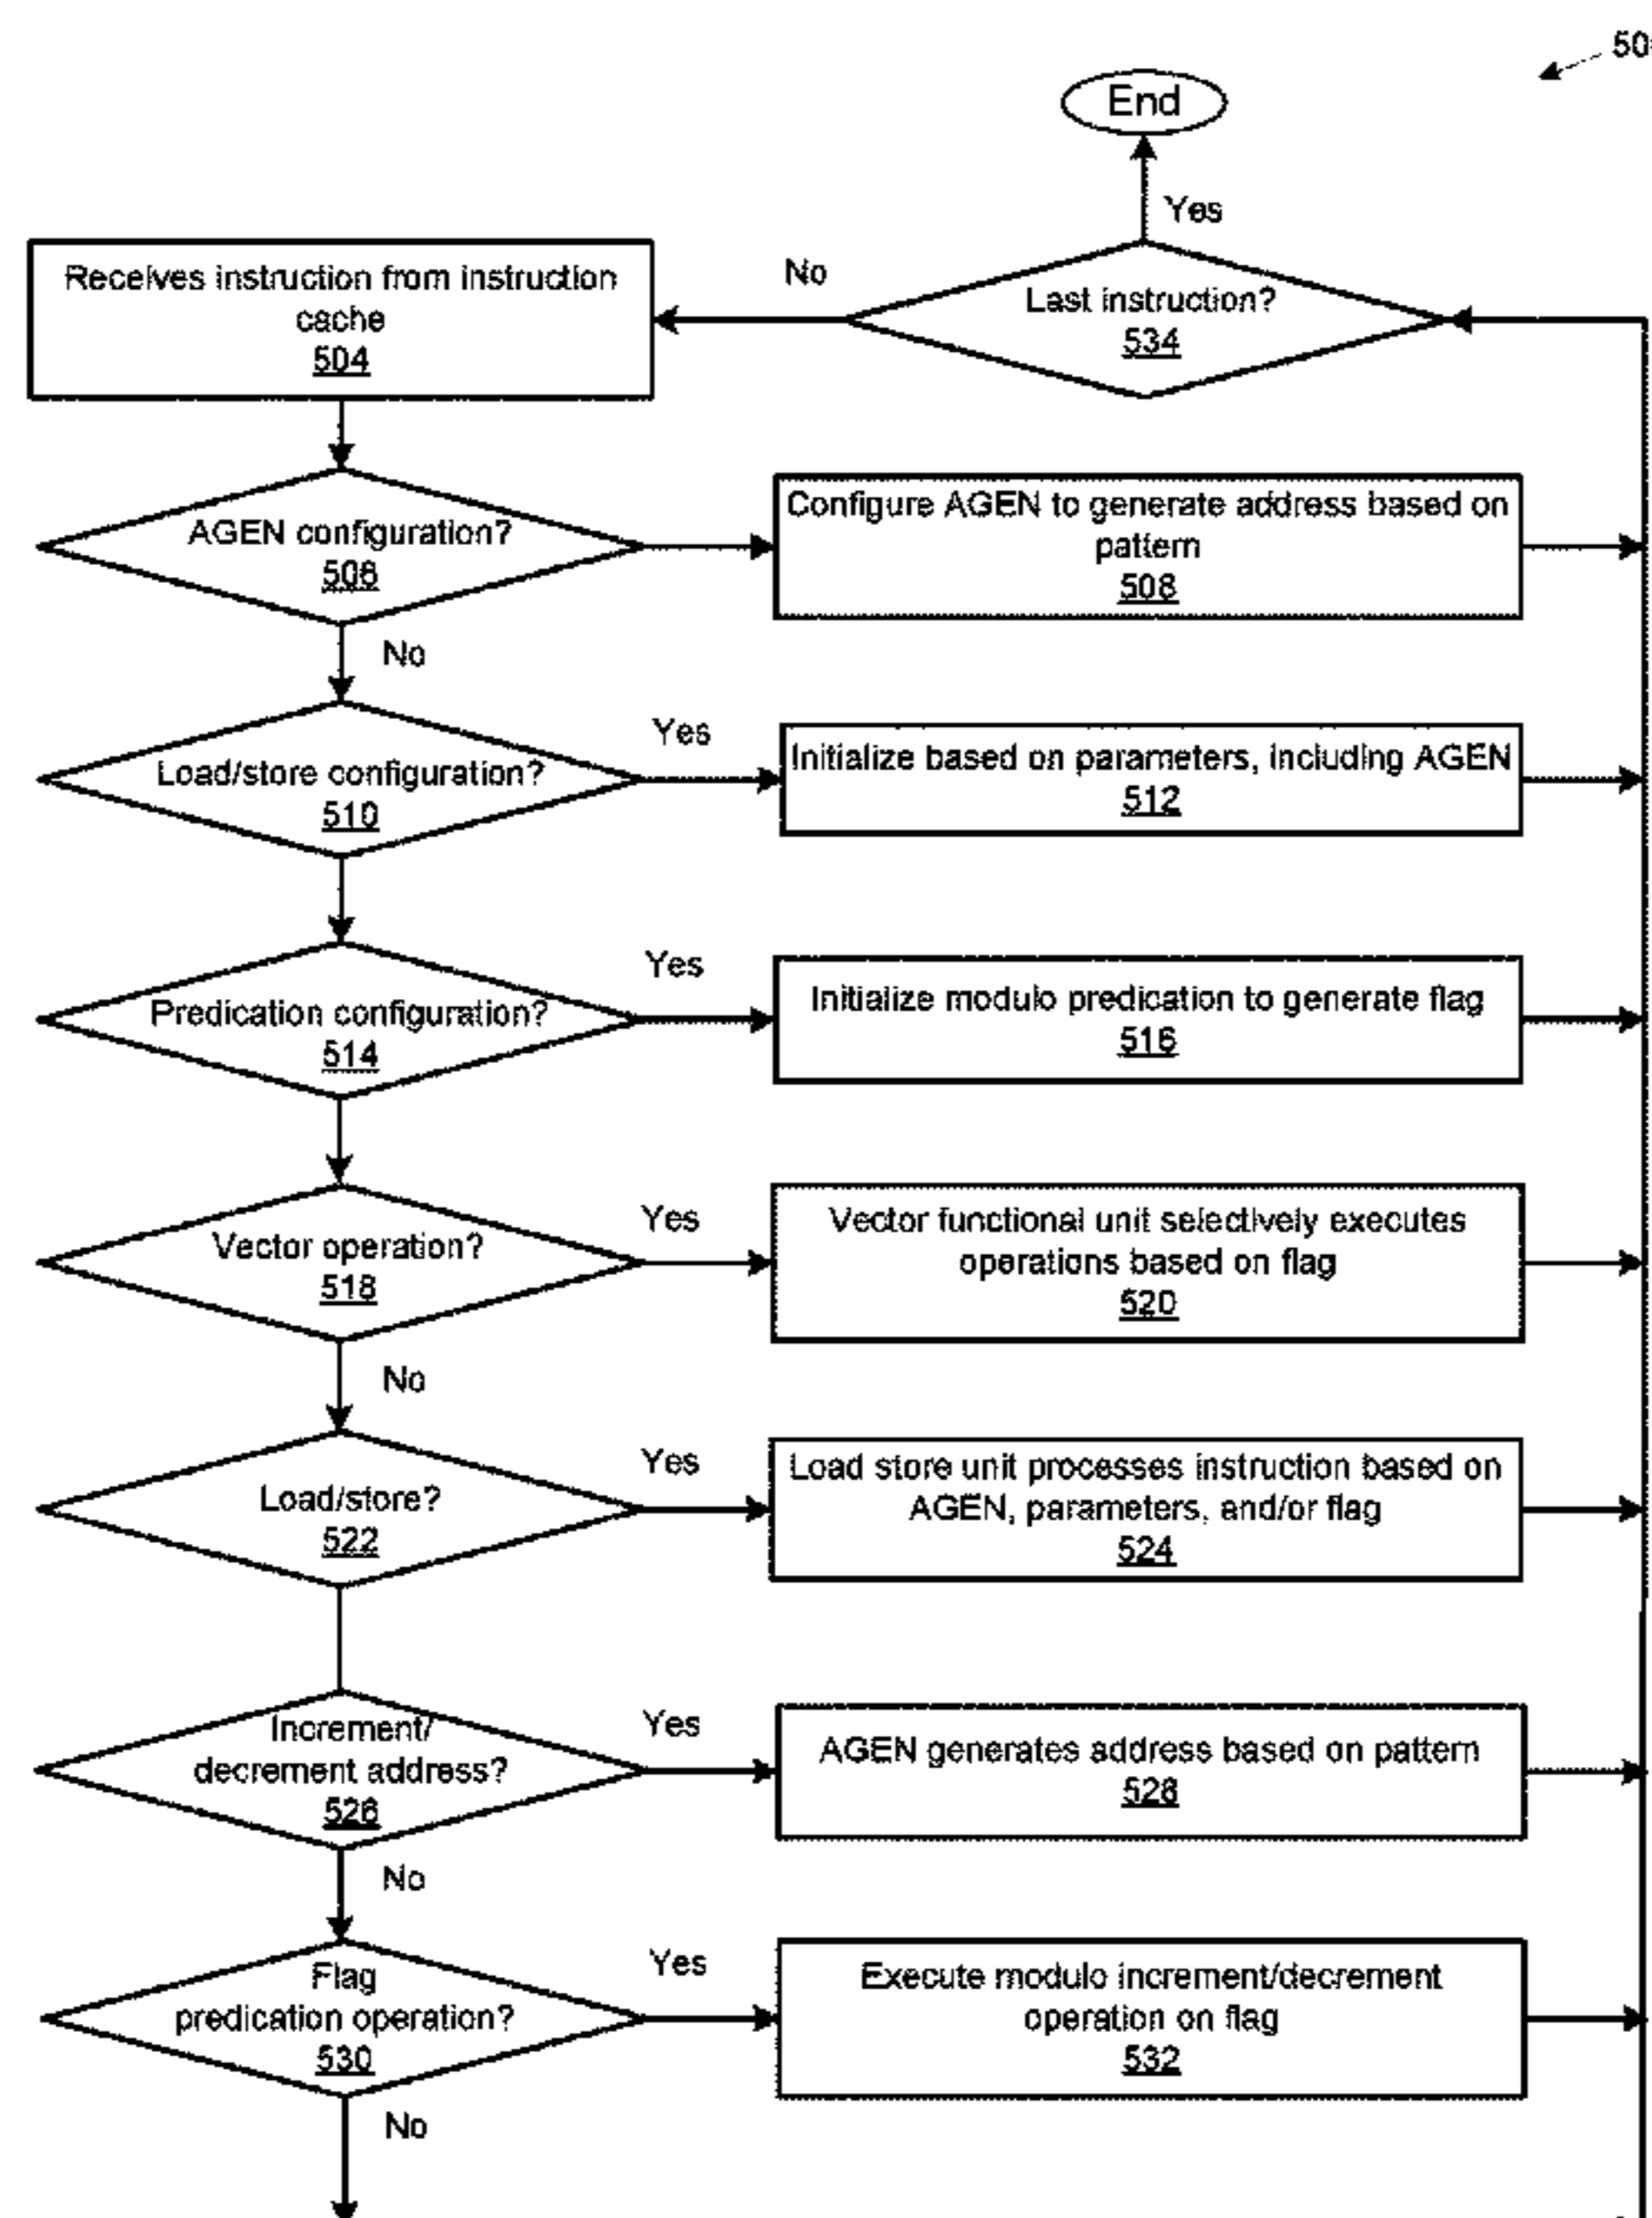 50
End
Yes
Receives instruction from instruction
cache
504
No
Last instruction?
534
AGEN configuration?
506
Configure AGEN to generate address based on
pattern
508
No
Load/store configuration?
510
Yes
Initialize based on parameters, including AGEN
512
Predication configuration?
514
Yes
Initialize modulo predication to generate flag
516
Vector operation?
518
Yes
Vector functional unit selectively executes
operations based on flag
520
No
Load/store?
522
Yes
Load store unit processes instruction based on
AGEN, parameters, and/or flag
524
Increment/
decrement address?
526
Yes
AGEN generates address based on pattern
528
No
Flag
predication operation?
530
Yes
Execute modulo increment/decrement
operation on flag
532
No